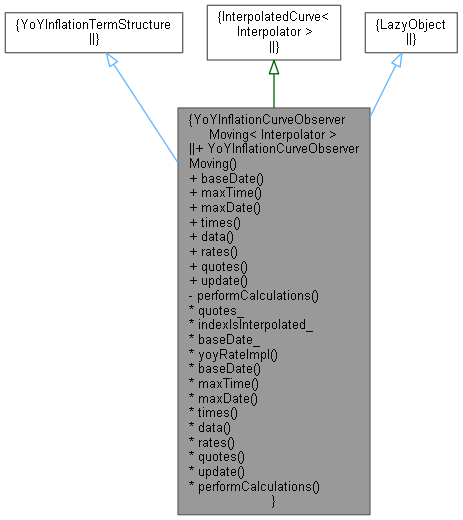 {YoYInflationTermStructure
||}
{InterpolatedCurve<
Interpolator >
||}
{LazyObject
||}
{YoYInflationCurveObserver
Moving< Interpolator >
||+ YoYInflationCurveObserver
Moving()
+ baseDate()
+ maxTime()
+ maxDate()
+ times()
+ data()
+ rates()
+ quotes()
+ update()
- performCalculations()
* quotes_
* indexIsInterpolated_
* baseDate_
* yoyRateImpl()
* baseDate()
* maxTime()
* maxDate()
* times()
* data()
* rates()
* quotes()
* update()
* performCalculations()
}